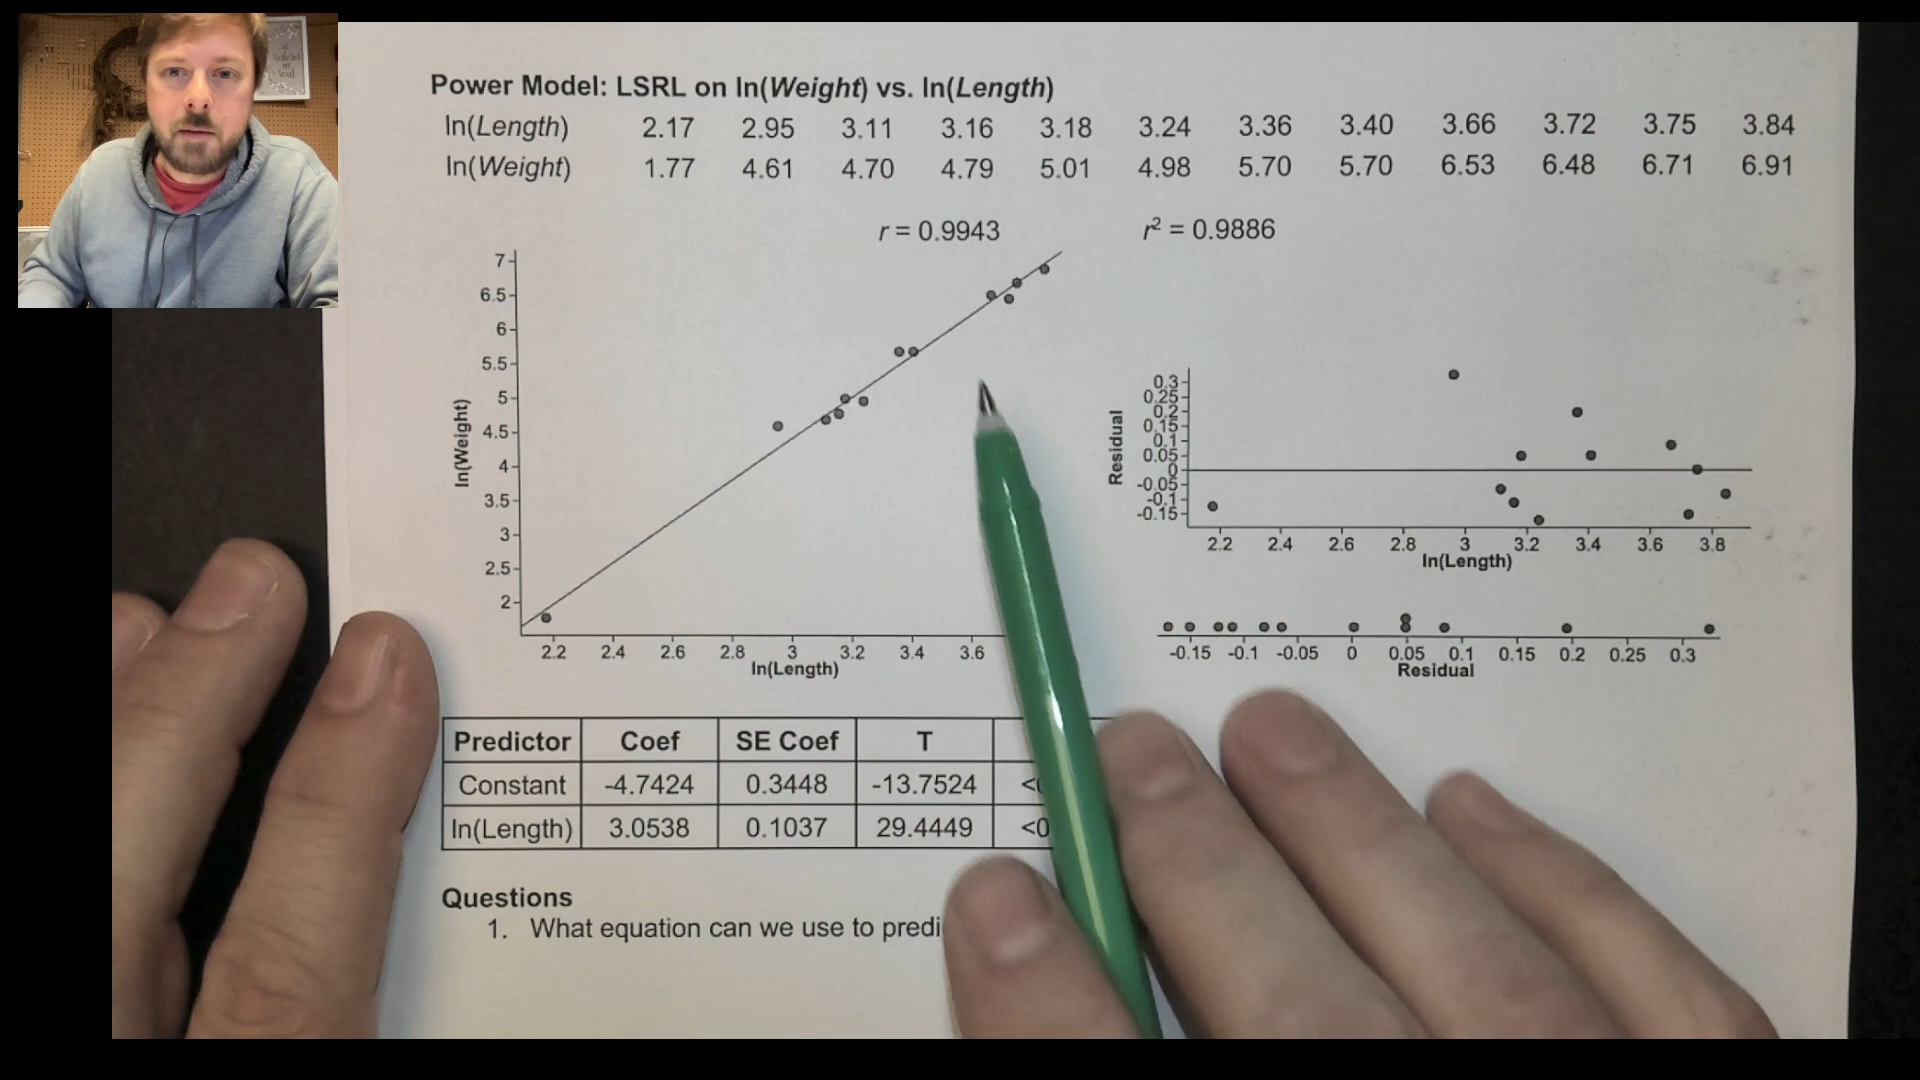 Power Model: LSRL on ln(Weight) vs. ln(Length)
ln(Length) 2.17 2.95 3.11 3.16 3.18 3.24 3.36 3.40 3.66 3.72 3.75 3.84
ln(Weight) 1.77 4.61 4.70 4.79 5.01 4.98 5.70 5.70 6.53 6.48 6.71 6.91
r = 0.9943 r² = 0.9886
7
6.5
6
5.5
5
4.5
4
3.5
3
2.5
2
ln(Weight)
2.2 2.4 2.6 2.8 3 3.2 3.4 3.6
ln(Length)
0.3
0.25
0.2
0.15
0.1
0.05
0
-0.05
-0.1
-0.15
Residual
2.2 2.4 2.6 2.8 3 3.2 3.4 3.6 3.8
ln(Length)
-0.15 -0.1 -0.05 0 0.05 0.1 0.15 0.2 0.25 0.3
Residual
Predictor Coef SE Coef T
Constant -4.7424 0.3448 -13.7524 <
ln(Length) 3.0538 0.1037 29.4449 <0
Questions
1. What equation can we use to predi